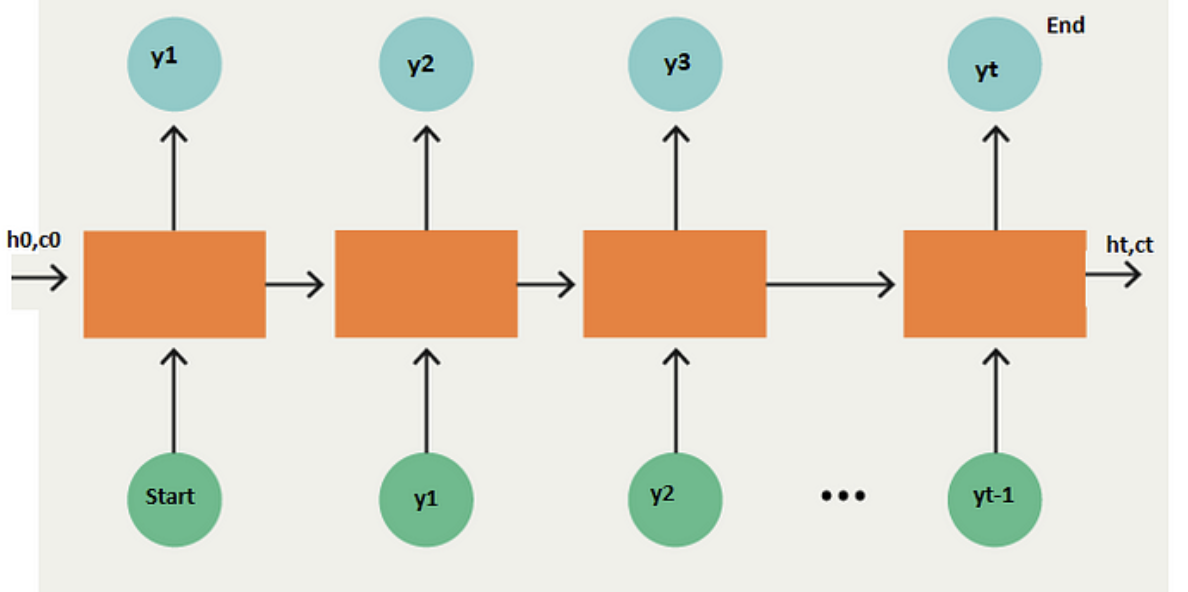 y1
y2
y3
yt
End
h0,c0
ht,ct
Start
y1
y2
...
yt-1